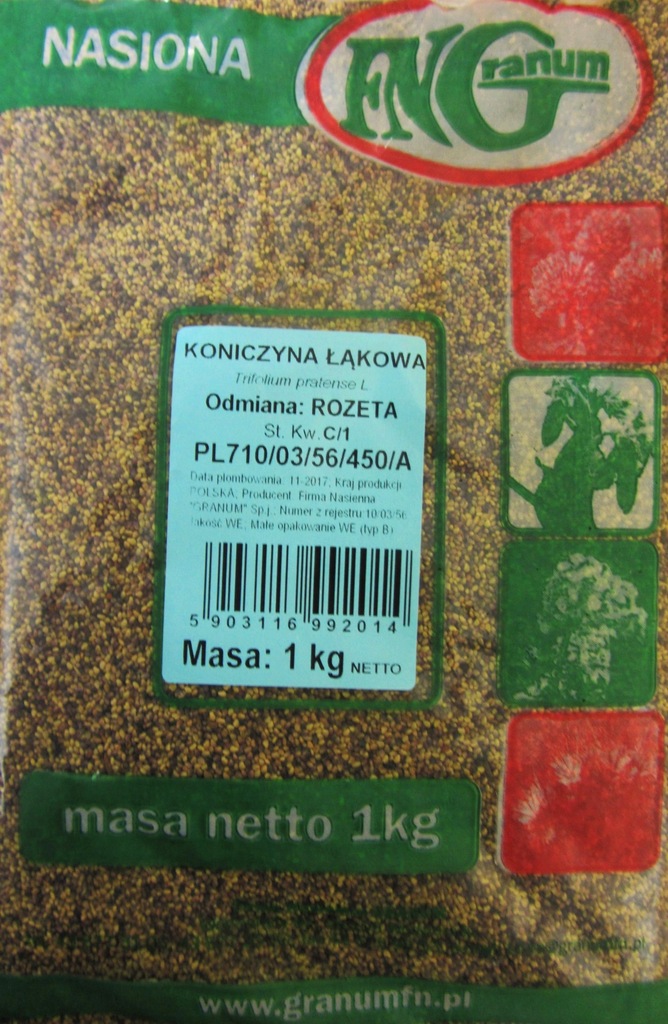 NASIONA
FNGranum
KONICZYNA ŁĄKOWA
Trifolium pratense L
Odmiana: ROZETA
St. Kw. C/1
PL710/03/56/450/A
Data plombowania: 11-2017; Kraj produkcji
POLSKA; Producent: Firma Nasienna
"GRANUM" Sp.j.; Numer z rejestru 10/03/56
Jakość WE; Małe opakowanie WE (typ B)
5 903116 992014
Masa: 1 kg NETTO
masa netto 1kg
www.granumfn.pl